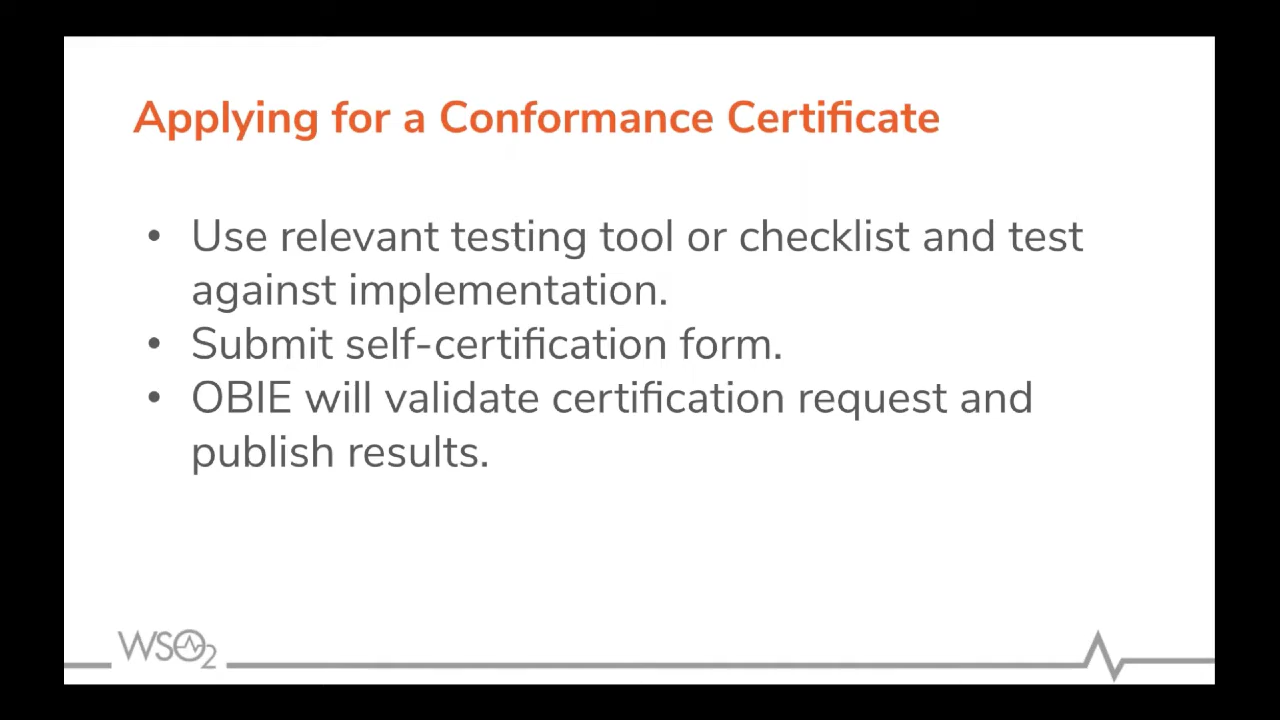 Applying for a Conformance Certificate
• Use relevant testing tool or checklist and test
against implementation.
• Submit self-certification form.
• OBIE will validate certification request and
publish results.
WSO2